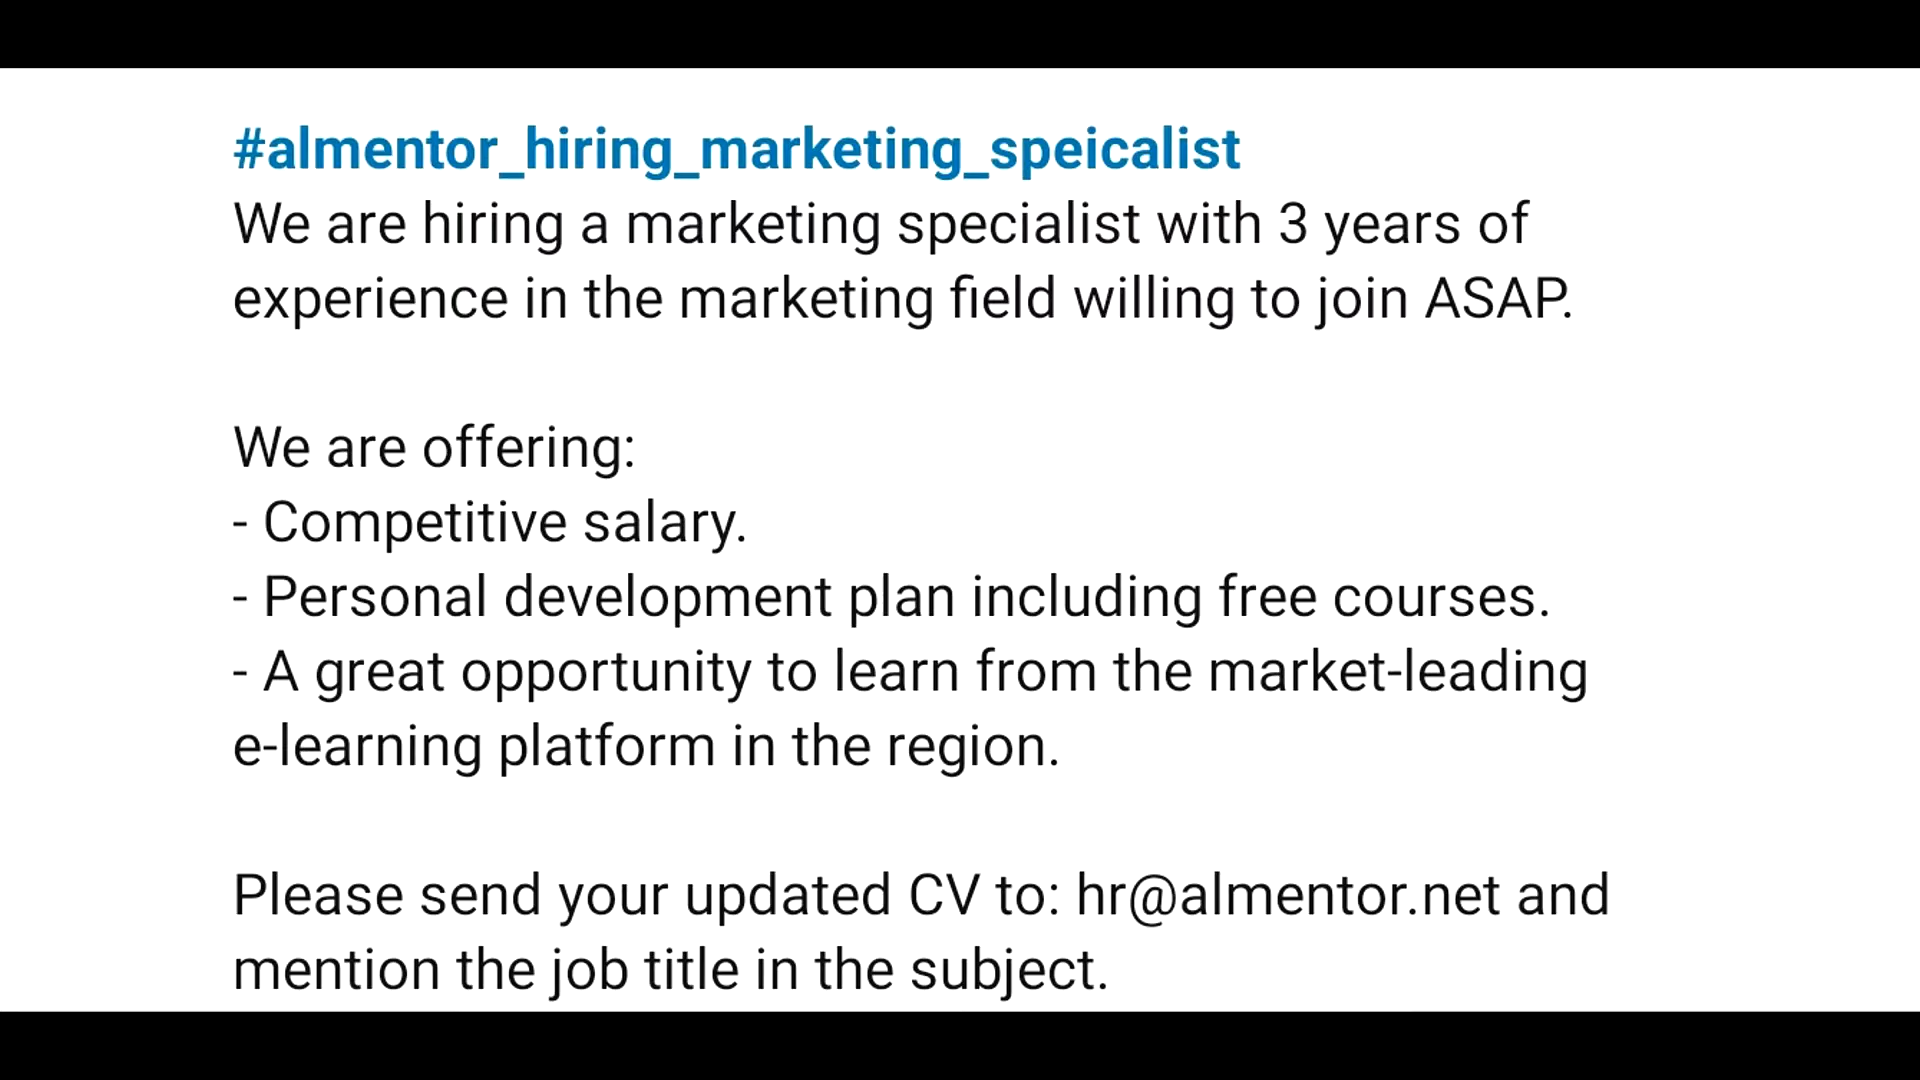 #almentor_hiring_marketing_speicalist
We are hiring a marketing specialist with 3 years of
experience in the marketing field willing to join ASAP.
We are offering:
- Competitive salary.
- Personal development plan including free courses.
- A great opportunity to learn from the market-leading
e-learning platform in the region.
Please send your updated CV to: hr@almentor.net and
mention the job title in the subject.